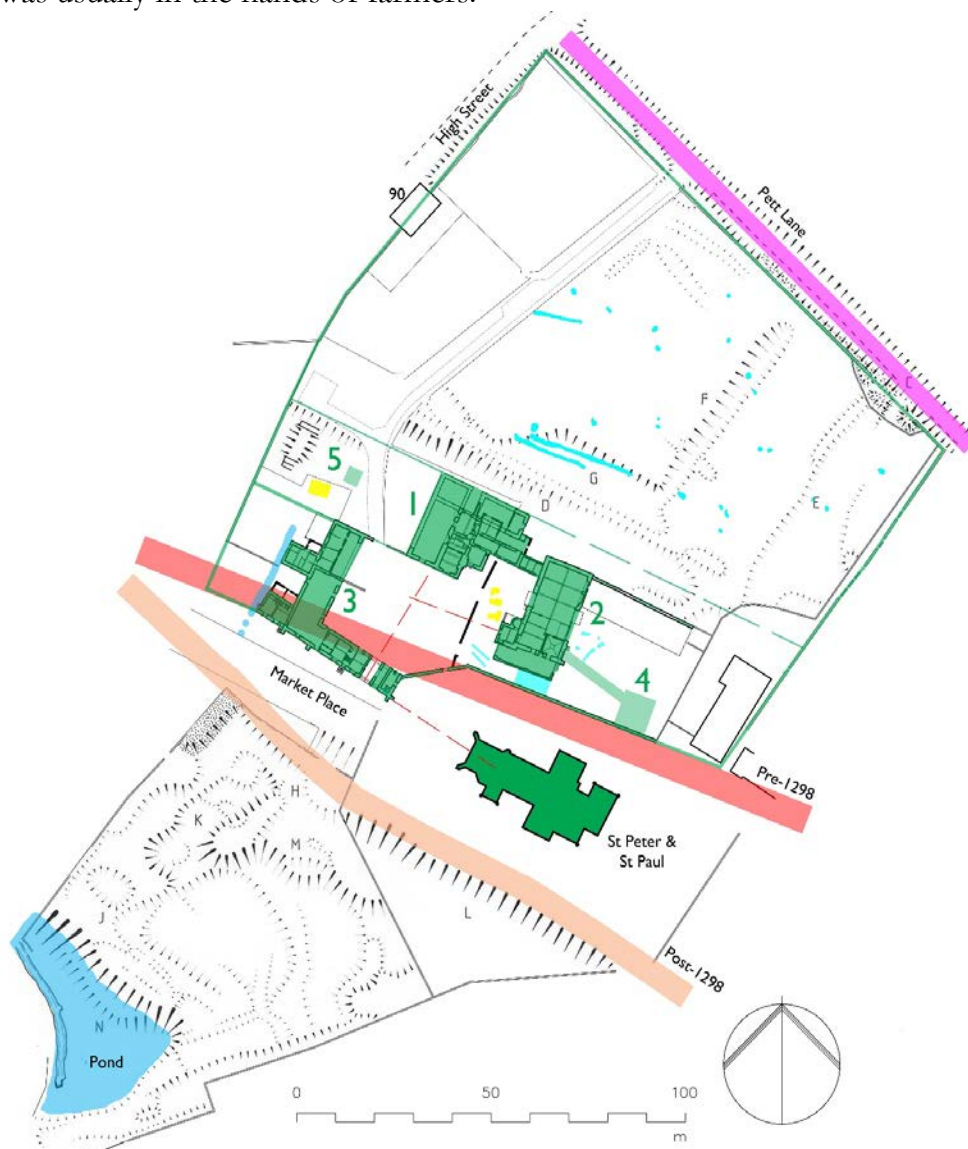 was usually in the hands of farmers.
High Street
Pett Lane
90
C
F
5
G
E
1
D
3
2
4
Market Place
Pre-1298
H
K
M
St Peter &
St Paul
J
L
Post-1298
N
Pond
0 50 100
m